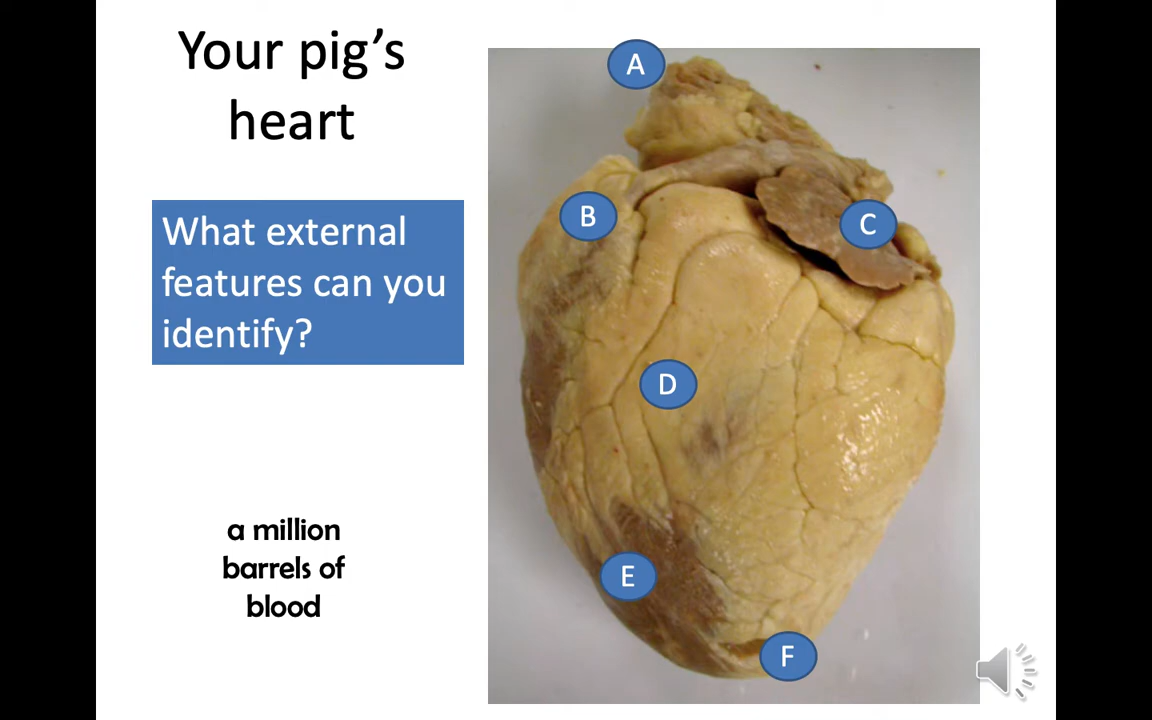 Your pig’s
heart
What external
features can you
identify?
a million
barrels of
blood
A
B
C
D
E
F